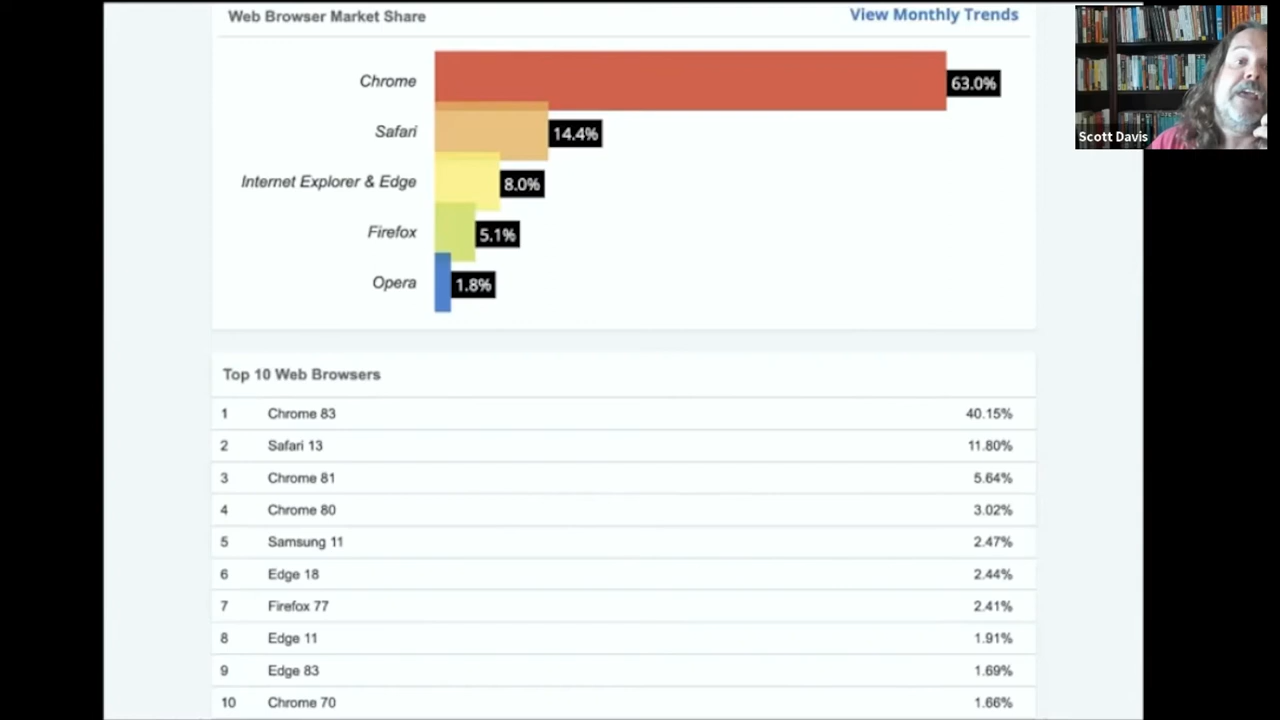 Web Browser Market Share
View Monthly Trends
Chrome
63.0%
Safari
14.4%
Internet Explorer & Edge
8.0%
Firefox
5.1%
Opera
1.8%
Scott Davis
Top 10 Web Browsers
1 Chrome 83 40.15%
2 Safari 13 11.80%
3 Chrome 81 5.64%
4 Chrome 80 3.02%
5 Samsung 11 2.47%
6 Edge 18 2.44%
7 Firefox 77 2.41%
8 Edge 11 1.91%
9 Edge 83 1.69%
10 Chrome 70 1.66%